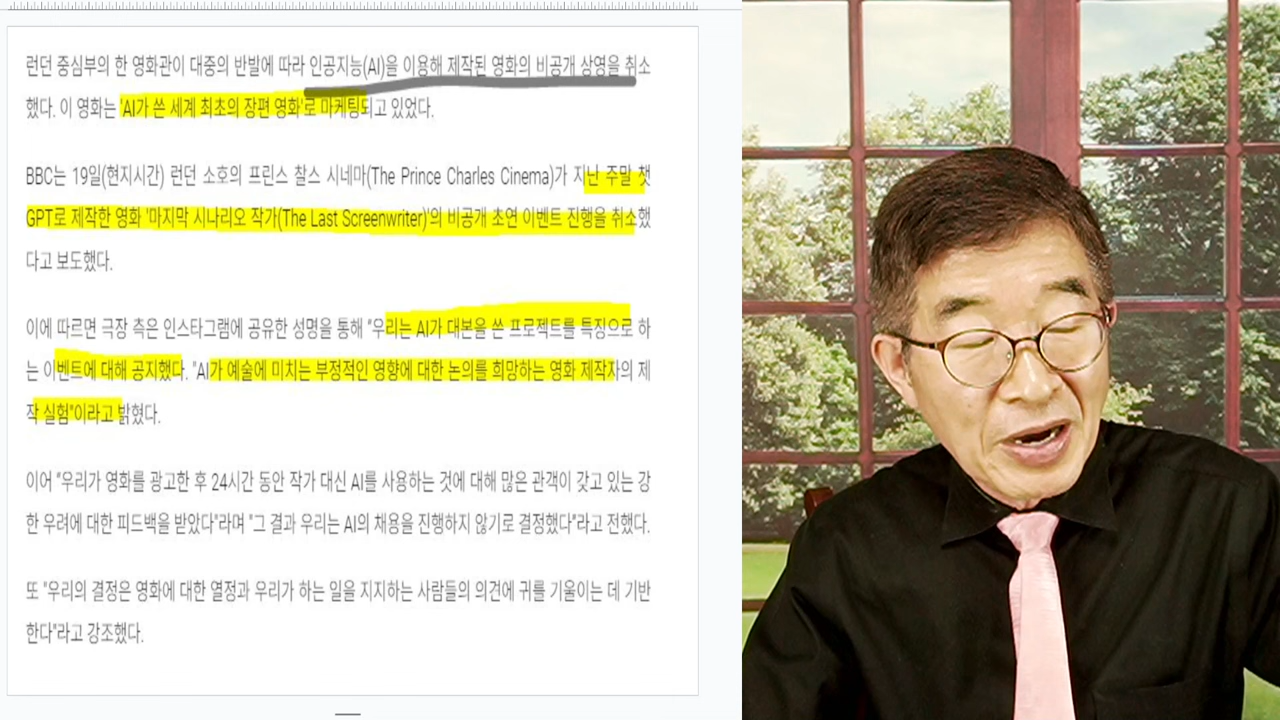 런던 중심부의 한 영화관이 대중의 반발에 따라 인공지능(AI)을 이용해 제작된 영화의 비공개 상영을 취소
했다. 이 영화는 'AI가 쓴 세계 최초의 장편 영화'로 마케팅되고 있었다.
BBC는 19일(현지시간) 런던 소호의 프린스 찰스 시네마(The Prince Charles Cinema)가 지난 주말 챗
GPT로 제작한 영화 '마지막 시나리오 작가(The Last Screenwriter)'의 비공개 초연 이벤트 진행을 취소했
다고 보도했다.
이에 따르면 극장 측은 인스타그램에 공유한 성명을 통해 "우리는 AI가 대본을 쓴 프로젝트를 특징으로 하
는 이벤트에 대해 공지했다. "AI가 예술에 미치는 부정적인 영향에 대한 논의를 희망하는 영화 제작자의 제
작 실험"이라고 밝혔다.
이어 "우리가 영화를 광고한 후 24시간 동안 작가 대신 AI를 사용하는 것에 대해 많은 관객이 갖고 있는 강
한 우려에 대한 피드백을 받았다"라며 "그 결과 우리는 AI의 채용을 진행하지 않기로 결정했다"라고 전했다.
또 "우리의 결정은 영화에 대한 열정과 우리가 하는 일을 지지하는 사람들의 의견에 귀를 기울이는 데 기반
한다"라고 강조했다.